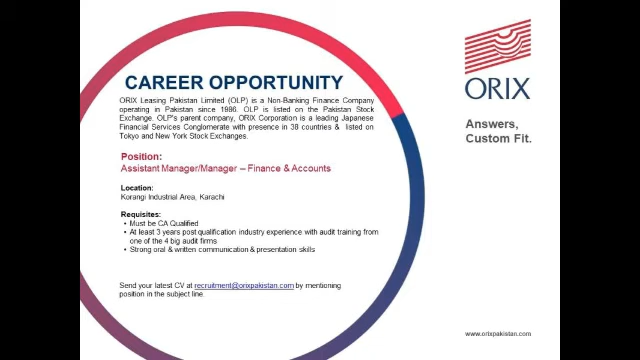 CAREER OPPORTUNITY
ORIX Leasing Pakistan Limited (OLP) is a Non-Banking Finance Company
operating in Pakistan since 1986. OLP is listed on the Pakistan Stock
Exchange. OLP's parent company, ORIX Corporation is a leading Japanese
Financial Services Conglomerate with presence in 38 countries & listed on
Tokyo and New York Stock Exchanges.
Position:
Assistant Manager/Manager – Finance & Accounts
Location:
Korangi Industrial Area, Karachi
Requisites:
• Must be CA Qualified
• At least 3 years post qualification industry experience with audit training from
one of the 4 big audit firms
• Strong oral & written communication & presentation skills
Send your latest CV at recruitment@orixpakistan.com by mentioning
position in the subject line.
ORIX
Answers,
Custom Fit.
www.orixpakistan.com